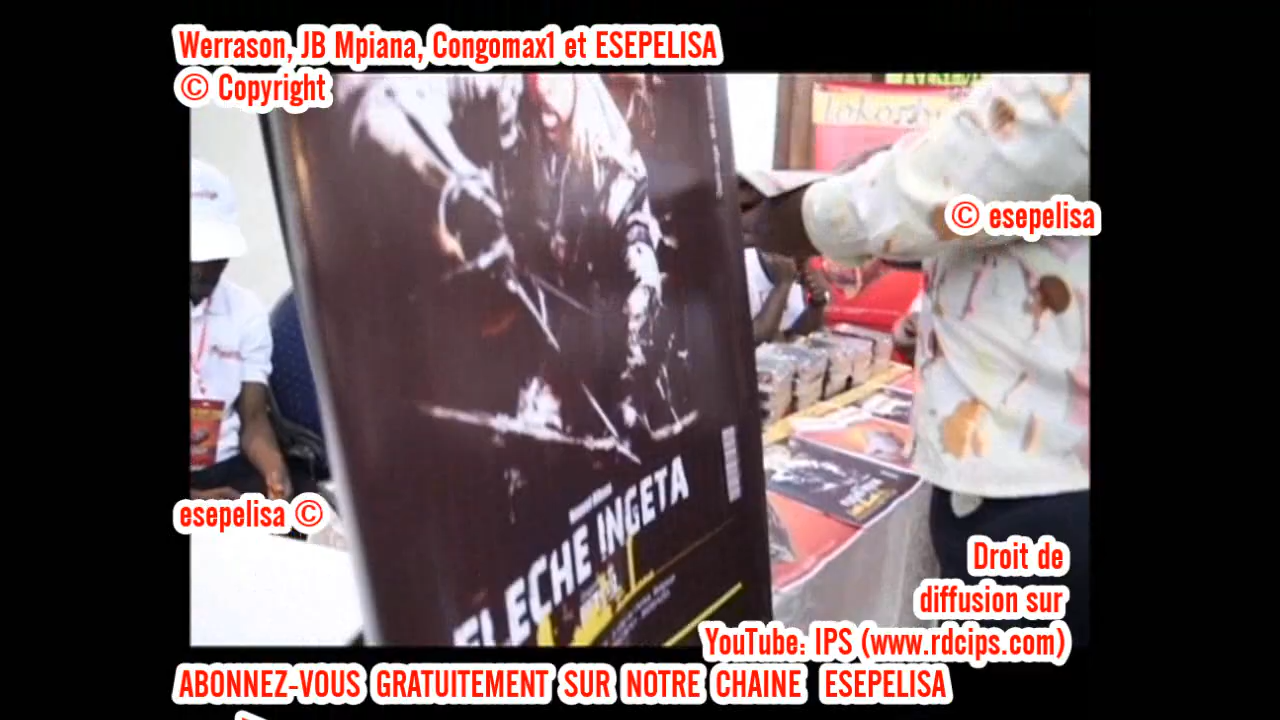 Werrason, JB Mpiana, Congomax1 et ESEPELISA
© Copyright
© esepelisa
FLECHE INGETA
esepelisa ©
Droit de
diffusion sur
YouTube: IPS (www.rdcips.com)
ABONNEZ-VOUS GRATUITEMENT SUR NOTRE CHAINE ESEPELISA